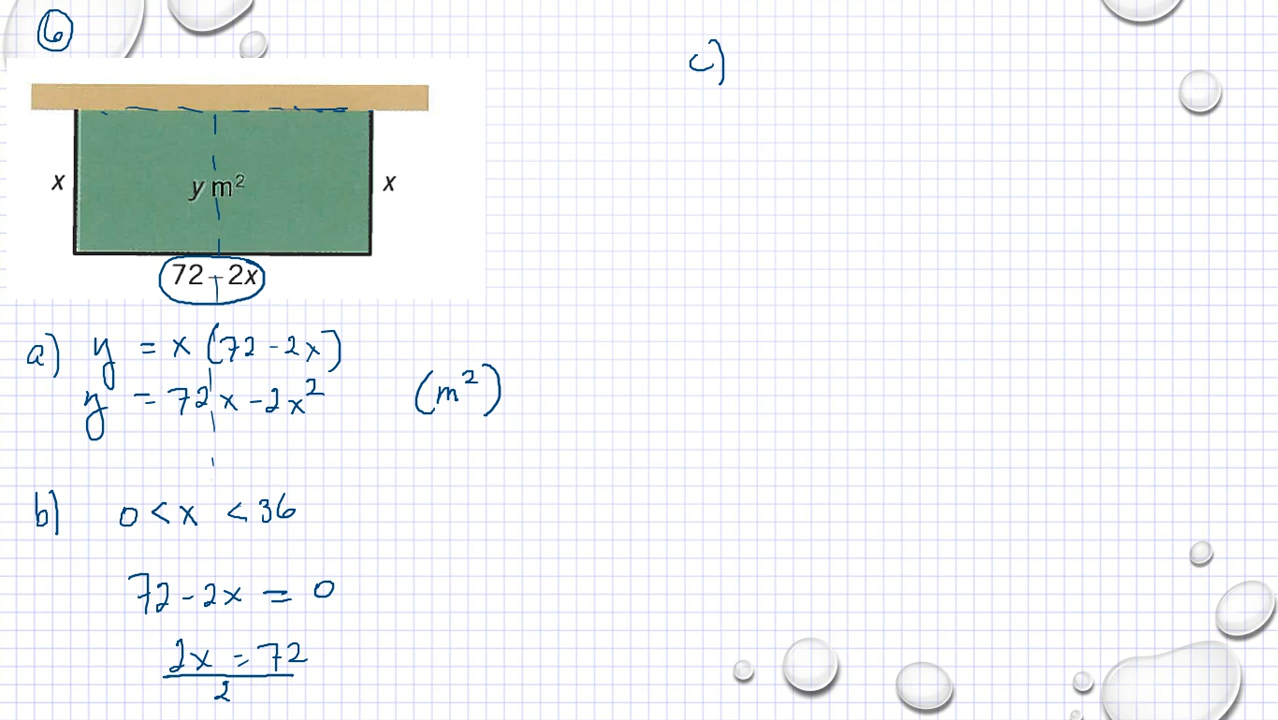 6
x
y m²
x
72 - 2x
a) y = x (72 - 2x)
y = 72x - 2x² (m²)
b) 0 < x < 36
72 - 2x = 0
2x = 72
2
c)